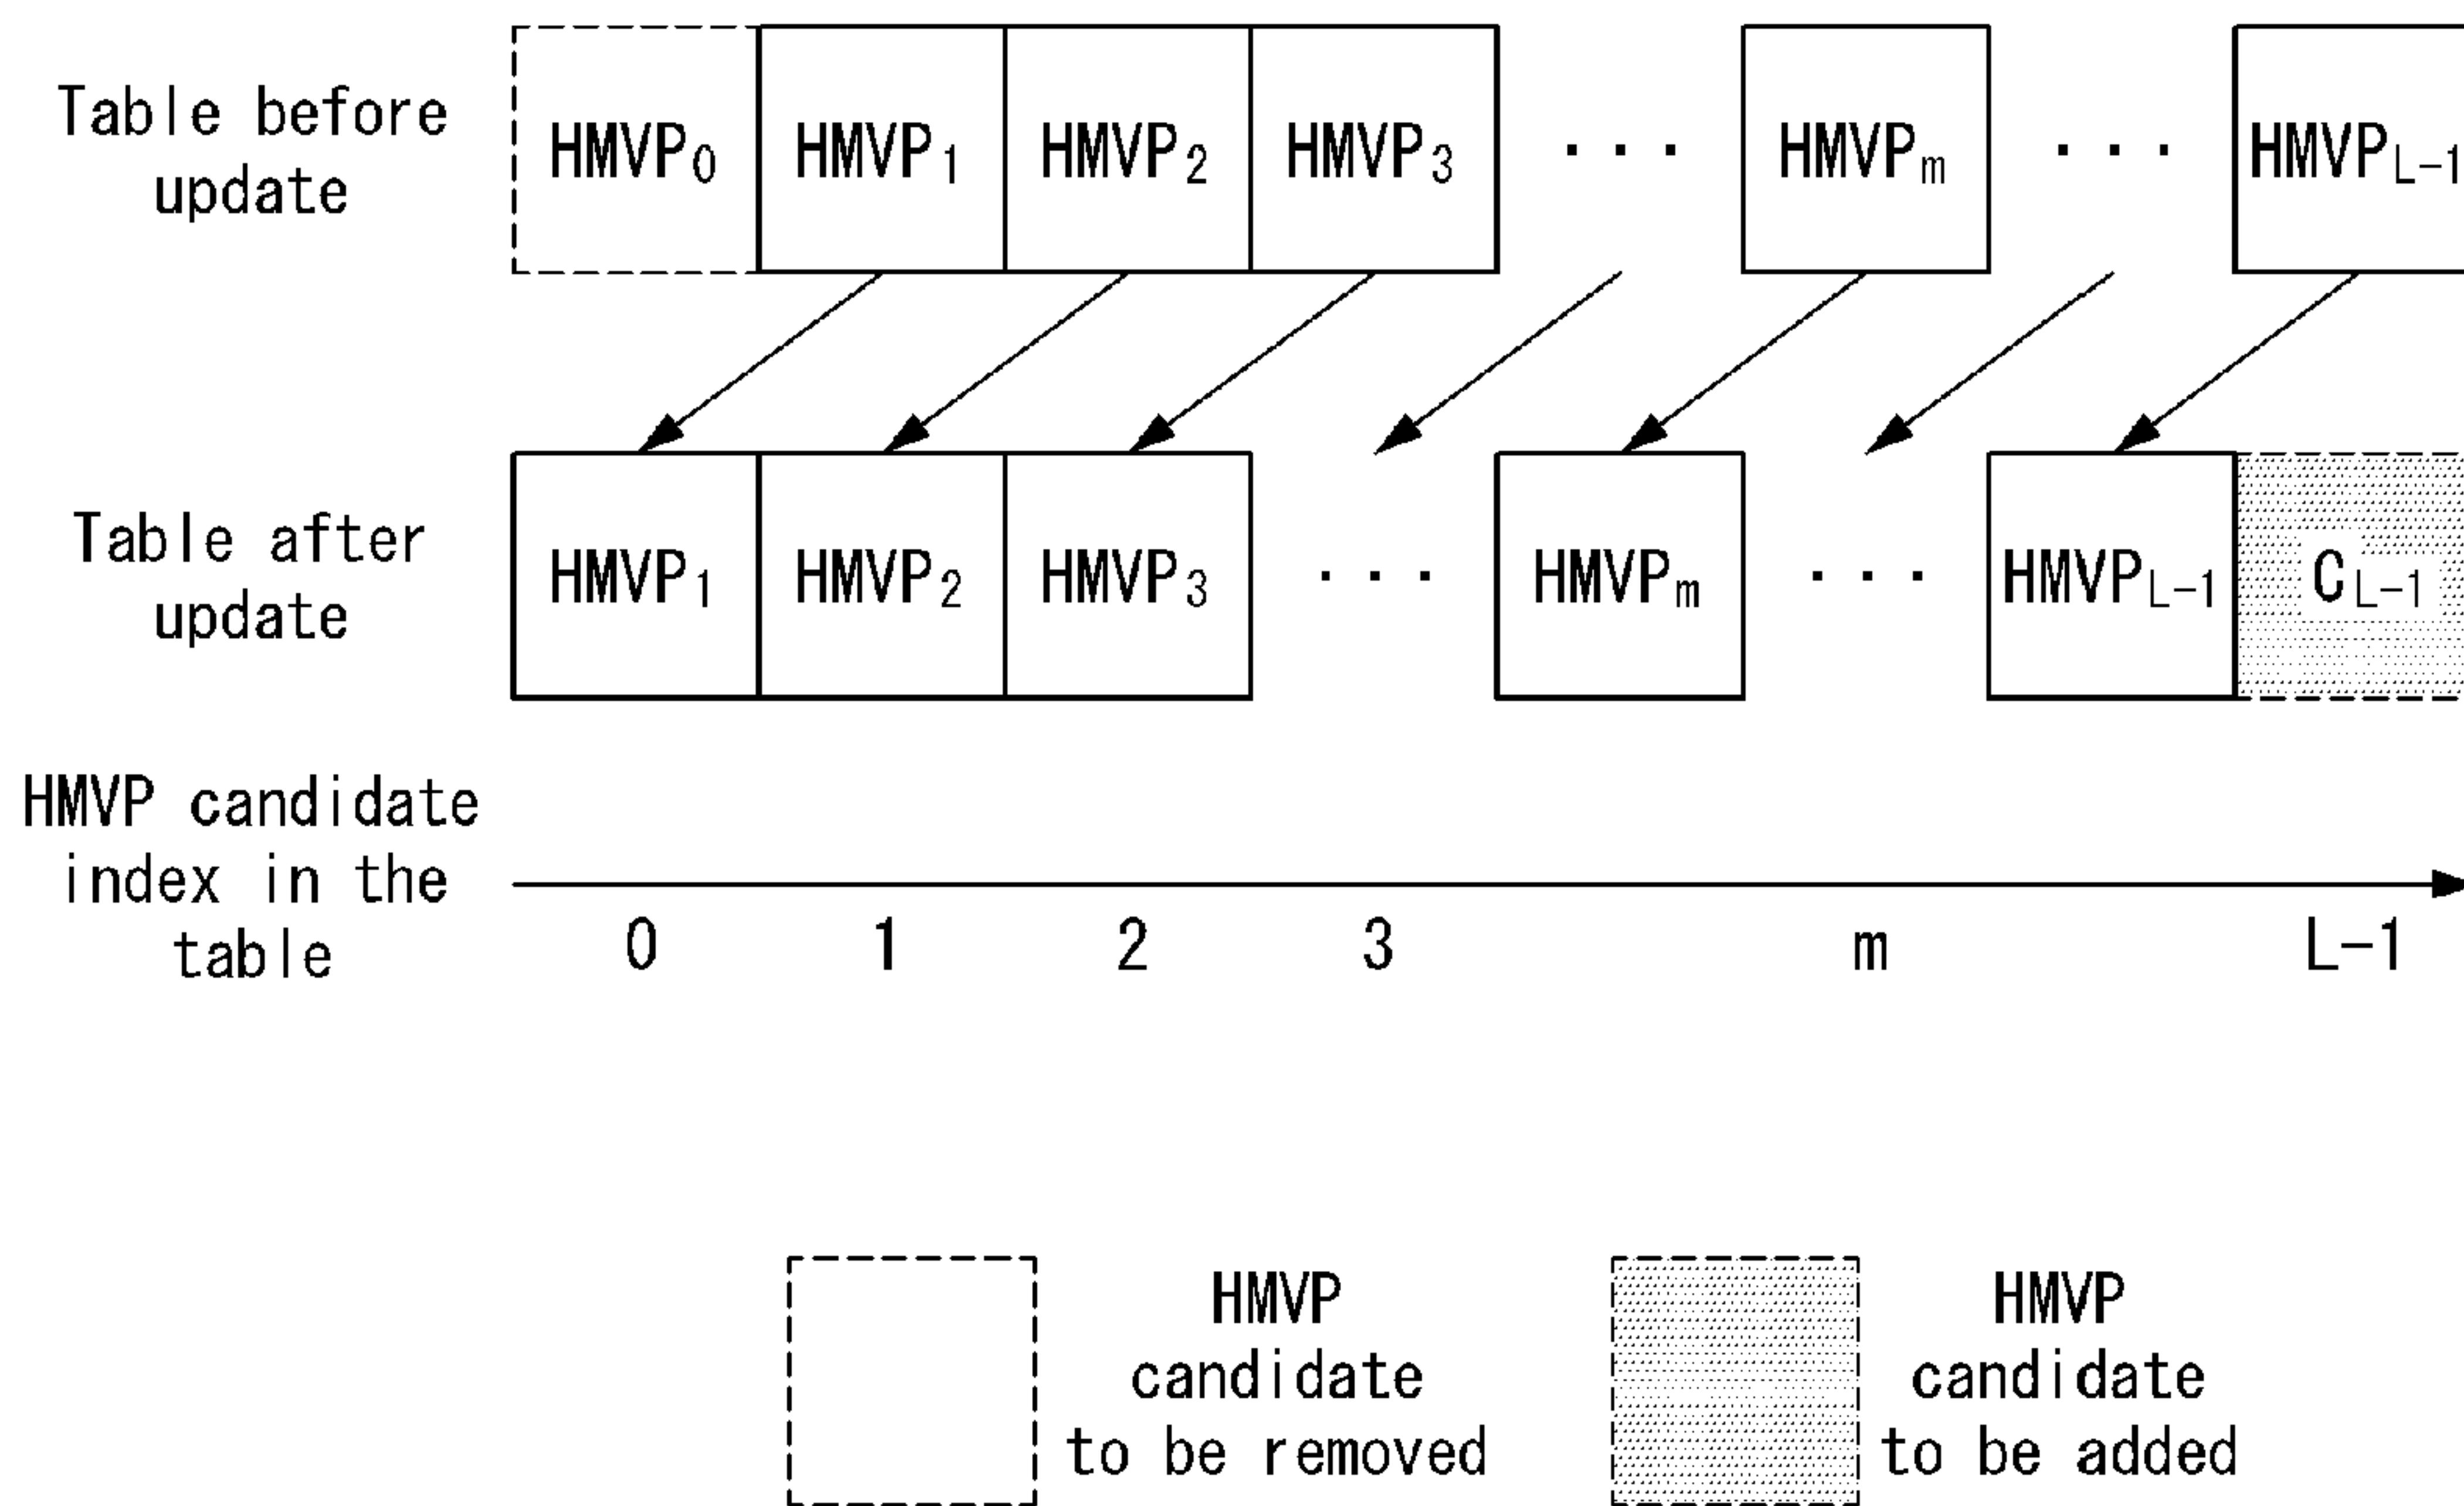 Table before
update
HMVP0 HMVP1 HMVP2 HMVP3 ... HMVPm ... HMVPL-1
Table after
update
HMVP1 HMVP2 HMVP3 ... HMVPm ... HMVPL-1 CL-1
HMVP candidate
index in the
table
0 1 2 3 m L-1
HMVP
candidate
to be removed
HMVP
candidate
to be added